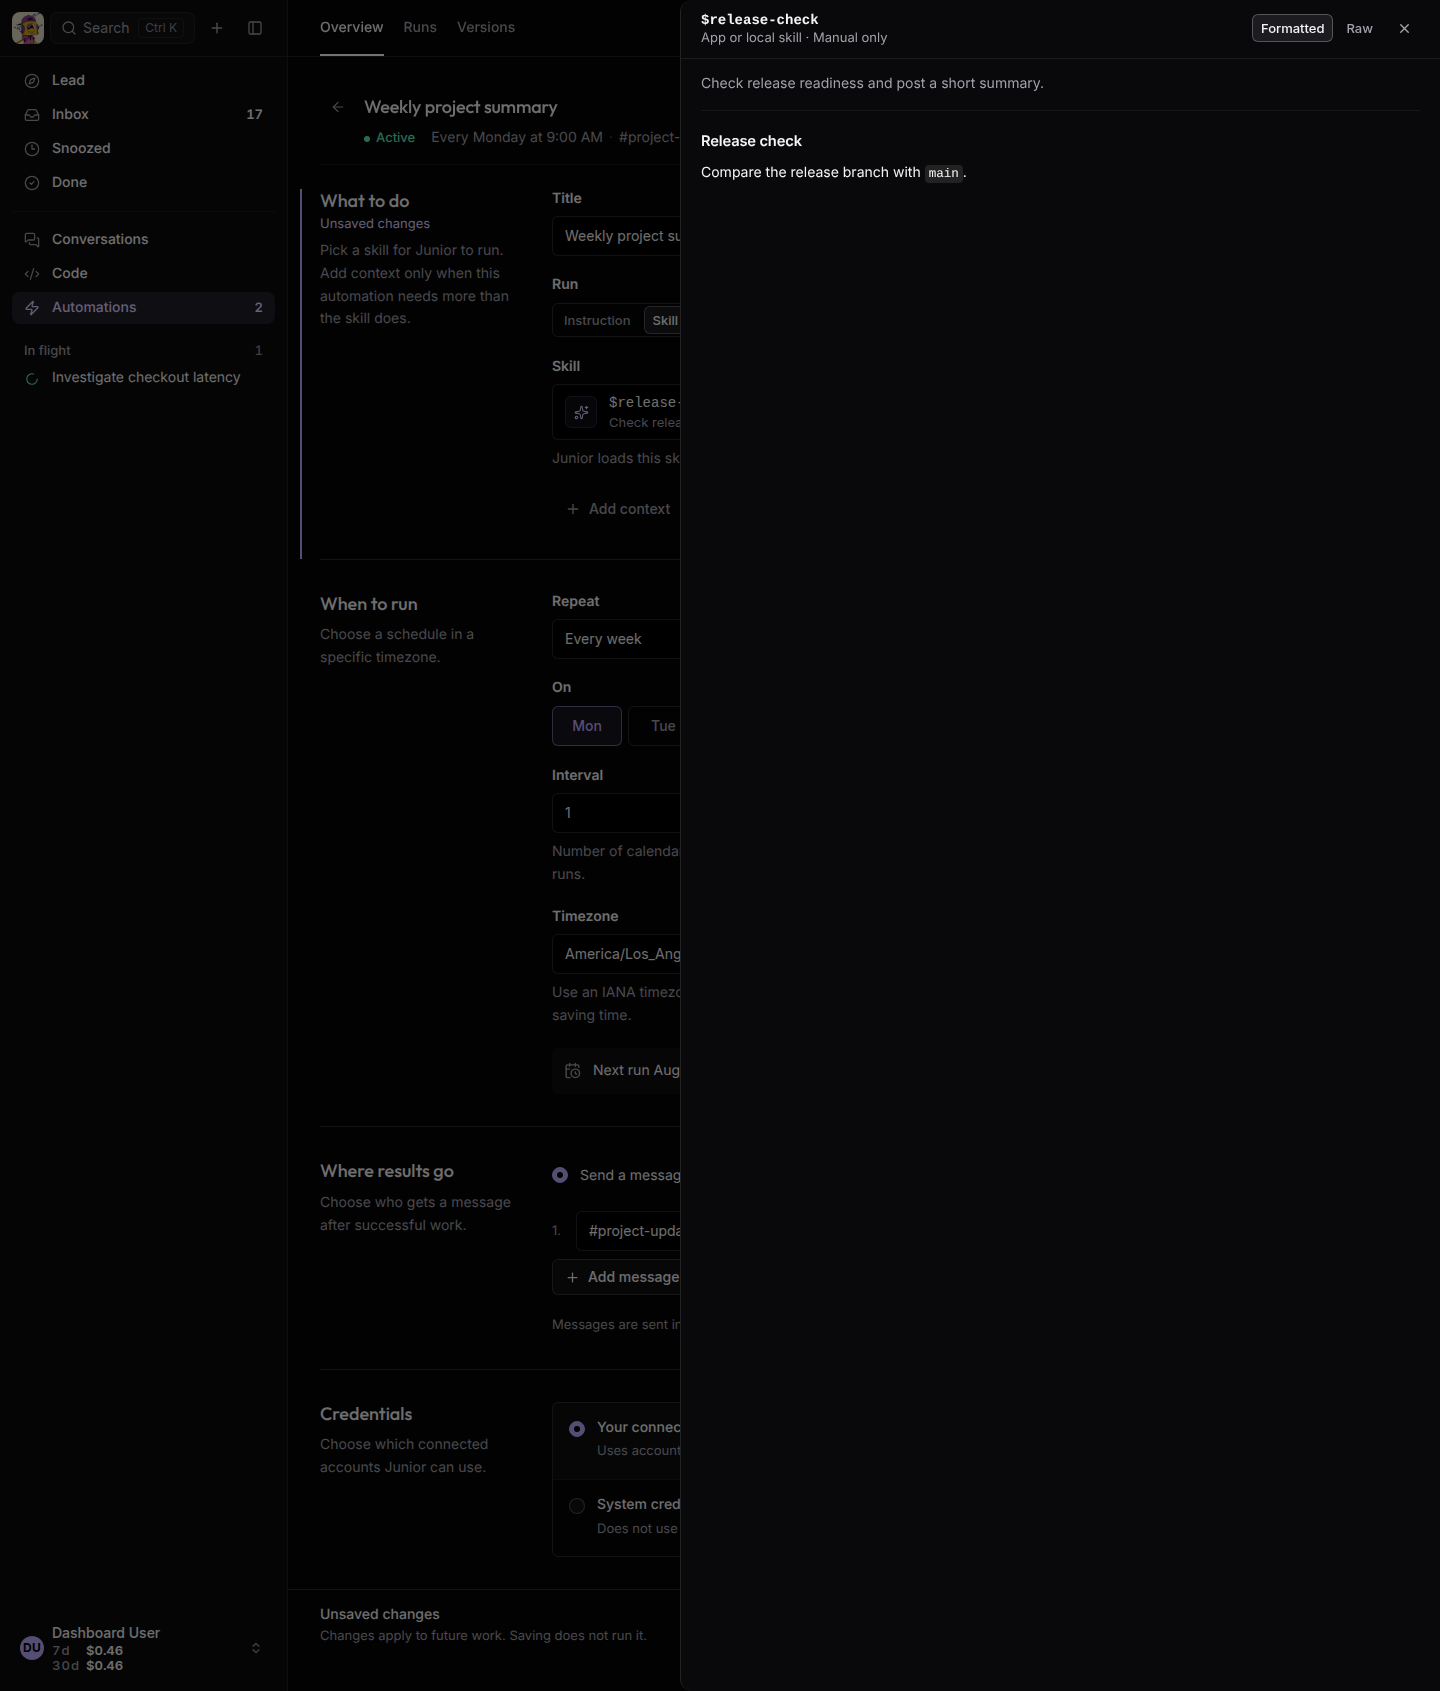 Search Ctrl K
Lead
Inbox 17
Snoozed
Done
Conversations
Code
Automations 2
In flight 1
Investigate checkout latency
DU
Dashboard User
7d $0.46
30d $0.46
Overview Runs Versions
Weekly project summary
Active Every Monday at 9:00 AM · #project-
What to do
Unsaved changes
Pick a skill for Junior to run.
Add context only when this
automation needs more than
the skill does.
Title
Weekly project su
Run
Instruction Skill
Skill
$release-
Check relea
Junior loads this sk
Add context
When to run
Choose a schedule in a
specific timezone.
Repeat
Every week
On
Mon Tue
Interval
1
Number of calendar
runs.
Timezone
America/Los_Ang
Use an IANA timezo
saving time.
Next run Aug
Where results go
Choose who gets a message
after successful work.
Send a messag
1. #project-upda
Add message
Messages are sent in
Credentials
Choose which connected
accounts Junior can use.
Your connec
Uses account
System cred
Does not use
Unsaved changes
Changes apply to future work. Saving does not run it.
$release-check
App or local skill · Manual only
Formatted Raw
Check release readiness and post a short summary.
Release check
Compare the release branch with main.